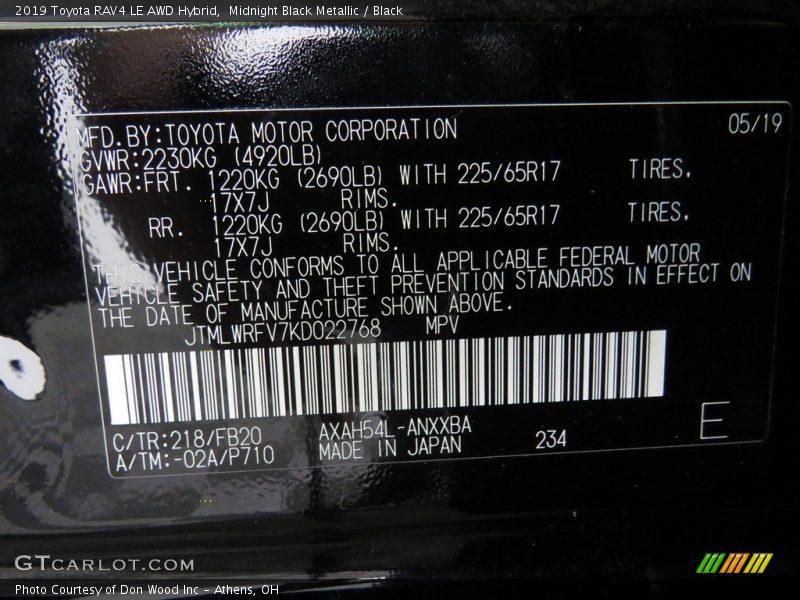 2019 Toyota RAV4 LE AWD Hybrid,  Midnight Black Metallic / Black
MFD.BY:TOYOTA MOTOR CORPORATION 05/19
GVWR:2230KG (4920LB)
GAWR:FRT. 1220KG (2690LB) WITH 225/65R17 TIRES.
17X7J RIMS.
RR. 1220KG (2690LB) WITH 225/65R17 TIRES.
17X7J RIMS.
THIS VEHICLE CONFORMS TO ALL APPLICABLE FEDERAL MOTOR
VEHICLE SAFETY AND THEFT PREVENTION STANDARDS IN EFFECT ON
THE DATE OF MANUFACTURE SHOWN ABOVE.
JTMLWRFV7KD022768 MPV
C/TR:218/FB20 AXAH54L-ANXXBA 234 E
A/TM:-02A/P710 MADE IN JAPAN
GTCARLOT.COM
Photo Courtesy of Don Wood Inc - Athens, OH